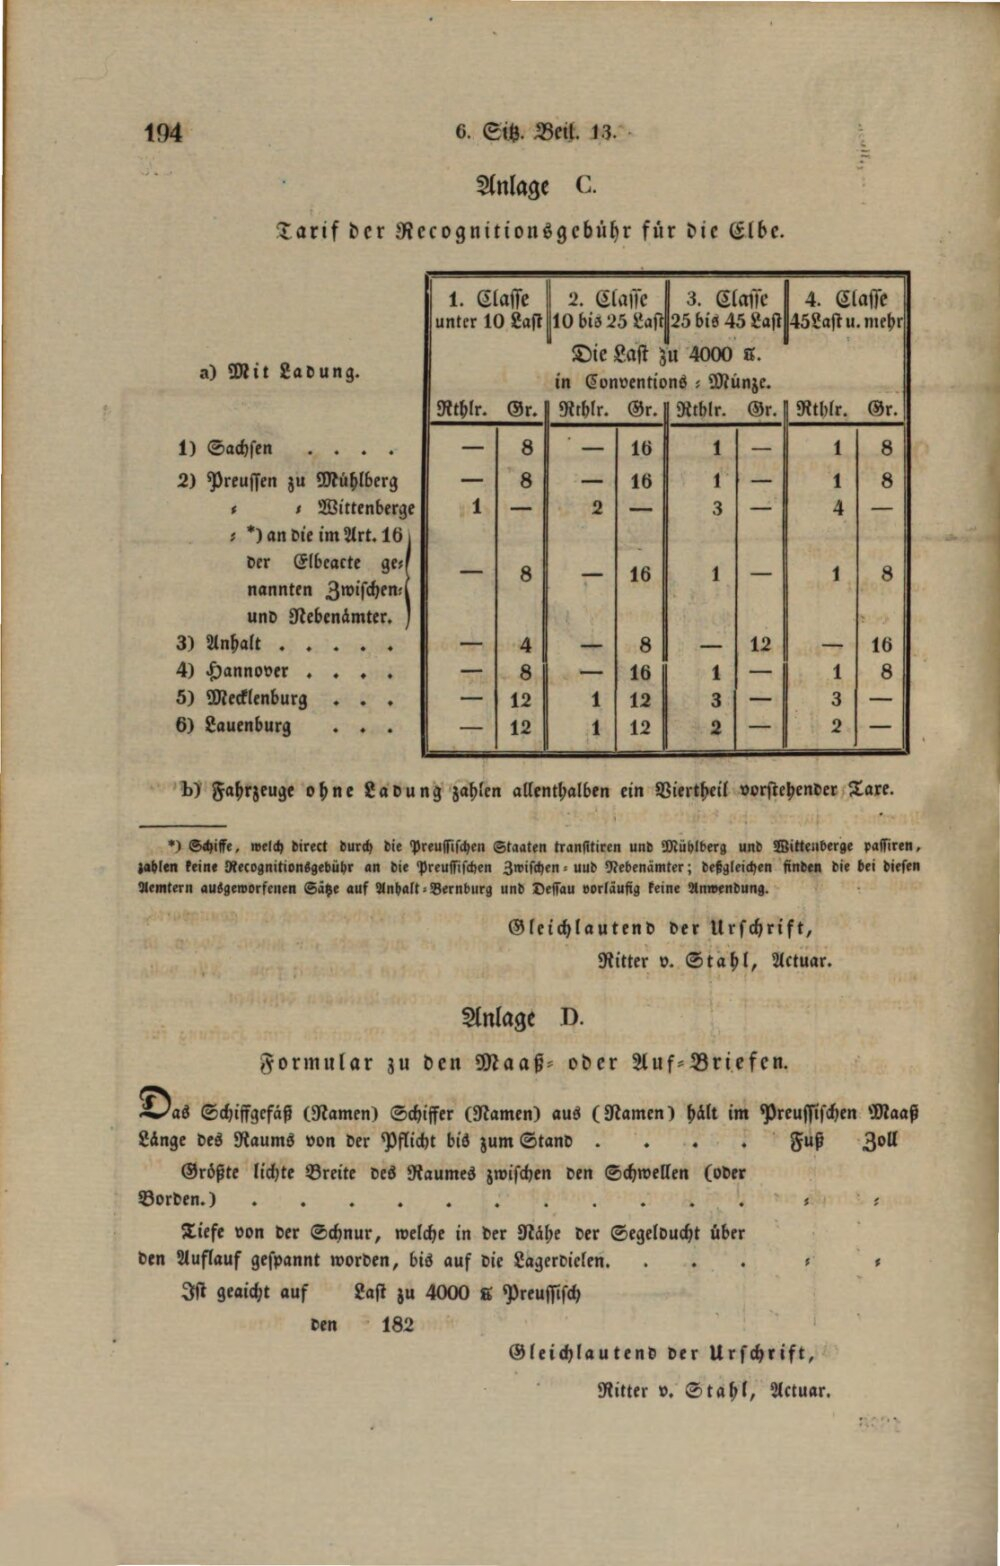 194 6. Sitz. Beil. 13.
Anlage C.
Tarif der Recognitionsgebühr für die Elbe.
1. Classe 2. Classe 3. Classe 4. Classe
unter 10 Last 10 bis 25 Last 25 bis 45 Last 45 Last u. mehr
Die Last zu 4000 ℔.
a) Mit Ladung.
in Conventions-Münze.
Rthlr. Gr. Rthlr. Gr. Rthlr. Gr. Rthlr. Gr.
1) Sachsen . . . . — 8 — 16 1 — 1 8
2) Preussen zu Mühlberg — 8 — 16 1 — 1 8
= = Wittenberge 1 — 2 — 3 — 4 —
= *) an die im Art. 16
der Elbeacte ge=
nannten Zwischen= — 8 — 16 1 — 1 8
und Nebenämter.
3) Anhalt . . . . . — 4 — 8 — 12 — 16
4) Hannover . . . . — 8 — 16 1 — 1 8
5) Mecklenburg . . . — 12 1 12 3 — 3 —
6) Lauenburg . . . — 12 1 12 2 — 2 —
b) Fahrzeuge ohne Ladung zahlen allenthalben ein Viertheil vorstehender Taxe.
*) Schiffe, welch direct durch die Preussischen Staaten transitiren und Mühlberg und Wittenberge passiren,
zahlen keine Recognitionsgebühr an die Preussischen Zwischen= uud Nebenämter; deßgleichen finden die bei diesen
Aemtern ausgeworfenen Sätze auf Anhalt=Bernburg und Dessau vorläufig keine Anwendung.
Gleichlautend der Urschrift,
Ritter v. Stahl, Actuar.
Anlage D.
Formular zu den Maaß= oder Auf=Briefen.
Das Schiffgefäß (Namen) Schiffer (Namen) aus (Namen) hält im Preussischen Maaß
Länge des Raums von der Pflicht bis zum Stand . . . . Fuß Zoll
Größte lichte Breite des Raumes zwischen den Schwellen (oder
Borden.) . . . . . . . . . . . = =
Tiefe von der Schnur, welche in der Nähe der Segelducht über
den Auflauf gespannt worden, bis auf die Lagerdielen. . . . = =
Ist geaicht auf Last zu 4000 ℔ Preussisch
den 182
Gleichlautend der Urschrift,
Ritter v. Stahl, Actuar.